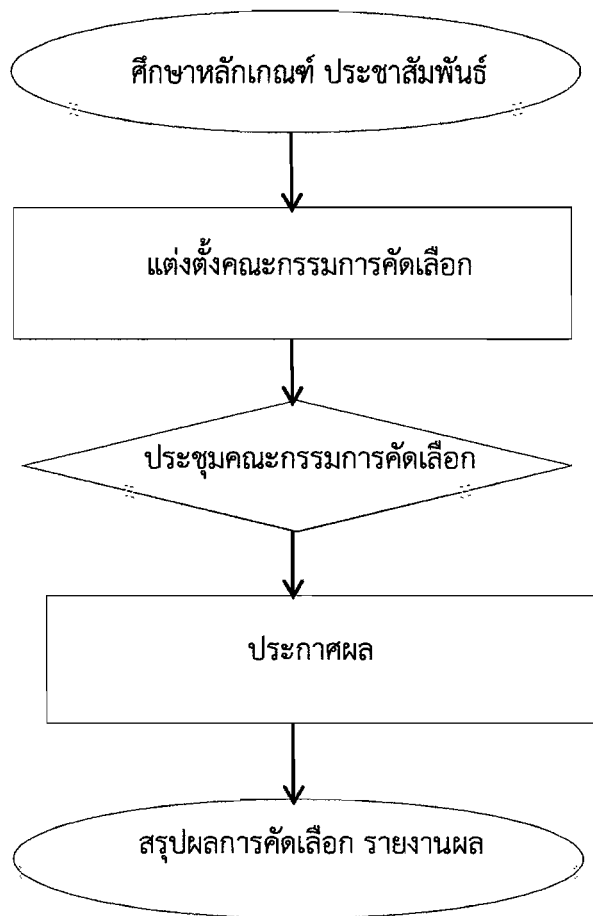 ศึกษาหลักเกณฑ์ ประชาสัมพันธ์
แต่งตั้งคณะกรรมการคัดเลือก
ประชุมคณะกรรมการคัดเลือก
ประกาศผล
สรุปผลการคัดเลือก รายงานผล